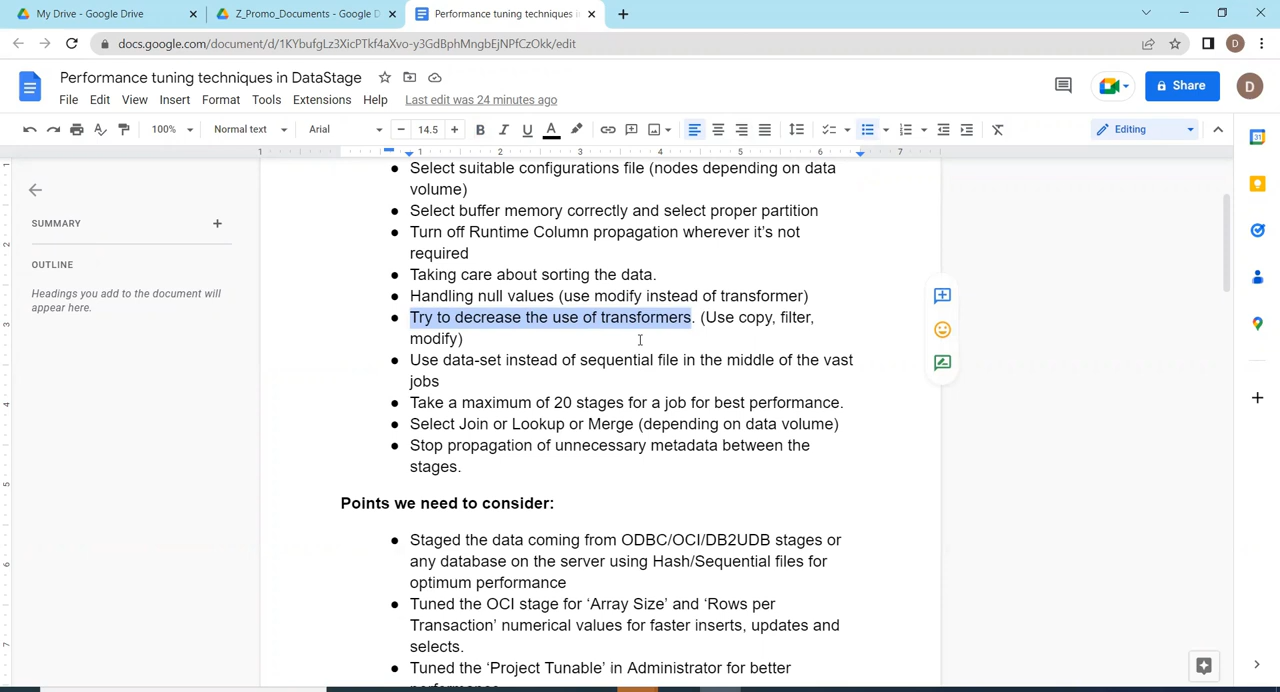 My Drive - Google Drive
Z_Promo_Documents - Google D
Performance tuning techniques in
docs.google.com/document/d/1KYbufgLz3XicPTkf4aXvo-y3GdBphMngbEjNPfCzOkk/edit
D
Performance tuning techniques in DataStage
File Edit View Insert Format Tools Extensions Help Last edit was 24 minutes ago
Share
D
100% Normal text Arial 14.5 B I U A Editing
1 1 2 3 4 5 6 7
Select suitable configurations file (nodes depending on data
volume)
Select buffer memory correctly and select proper partition
Turn off Runtime Column propagation wherever it's not
required
Taking care about sorting the data.
Handling null values (use modify instead of transformer)
Try to decrease the use of transformers. (Use copy, filter,
modify)
Use data-set instead of sequential file in the middle of the vast
jobs
Take a maximum of 20 stages for a job for best performance.
Select Join or Lookup or Merge (depending on data volume)
Stop propagation of unnecessary metadata between the
stages.
Points we need to consider:
Staged the data coming from ODBC/OCI/DB2UDB stages or
any database on the server using Hash/Sequential files for
optimum performance
Tuned the OCI stage for ‘Array Size’ and ‘Rows per
Transaction’ numerical values for faster inserts, updates and
selects.
Tuned the ‘Project Tunable’ in Administrator for better
SUMMARY
OUTLINE
Headings you add to the document will
appear here.
31